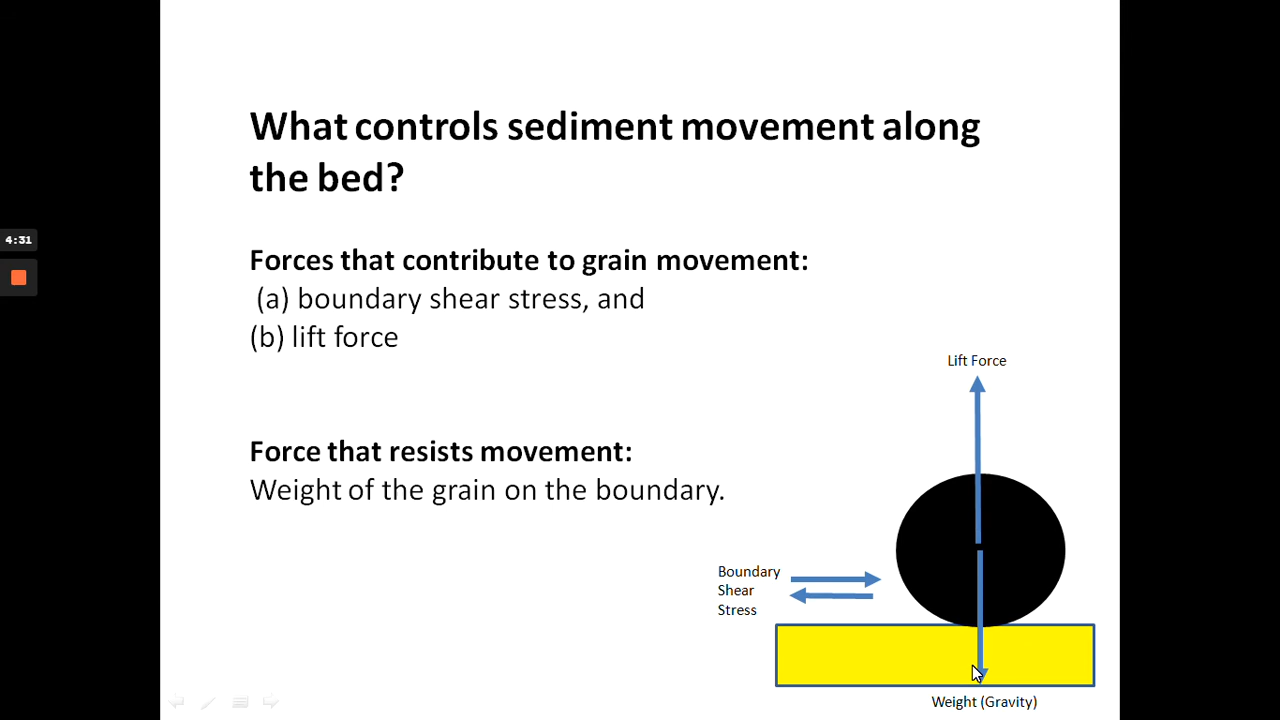 What controls sediment movement along
the bed?
4:31
Forces that contribute to grain movement:
(a) boundary shear stress, and
(b) lift force
Lift Force
Force that resists movement:
Weight of the grain on the boundary.
Boundary
Shear
Stress
Weight (Gravity)